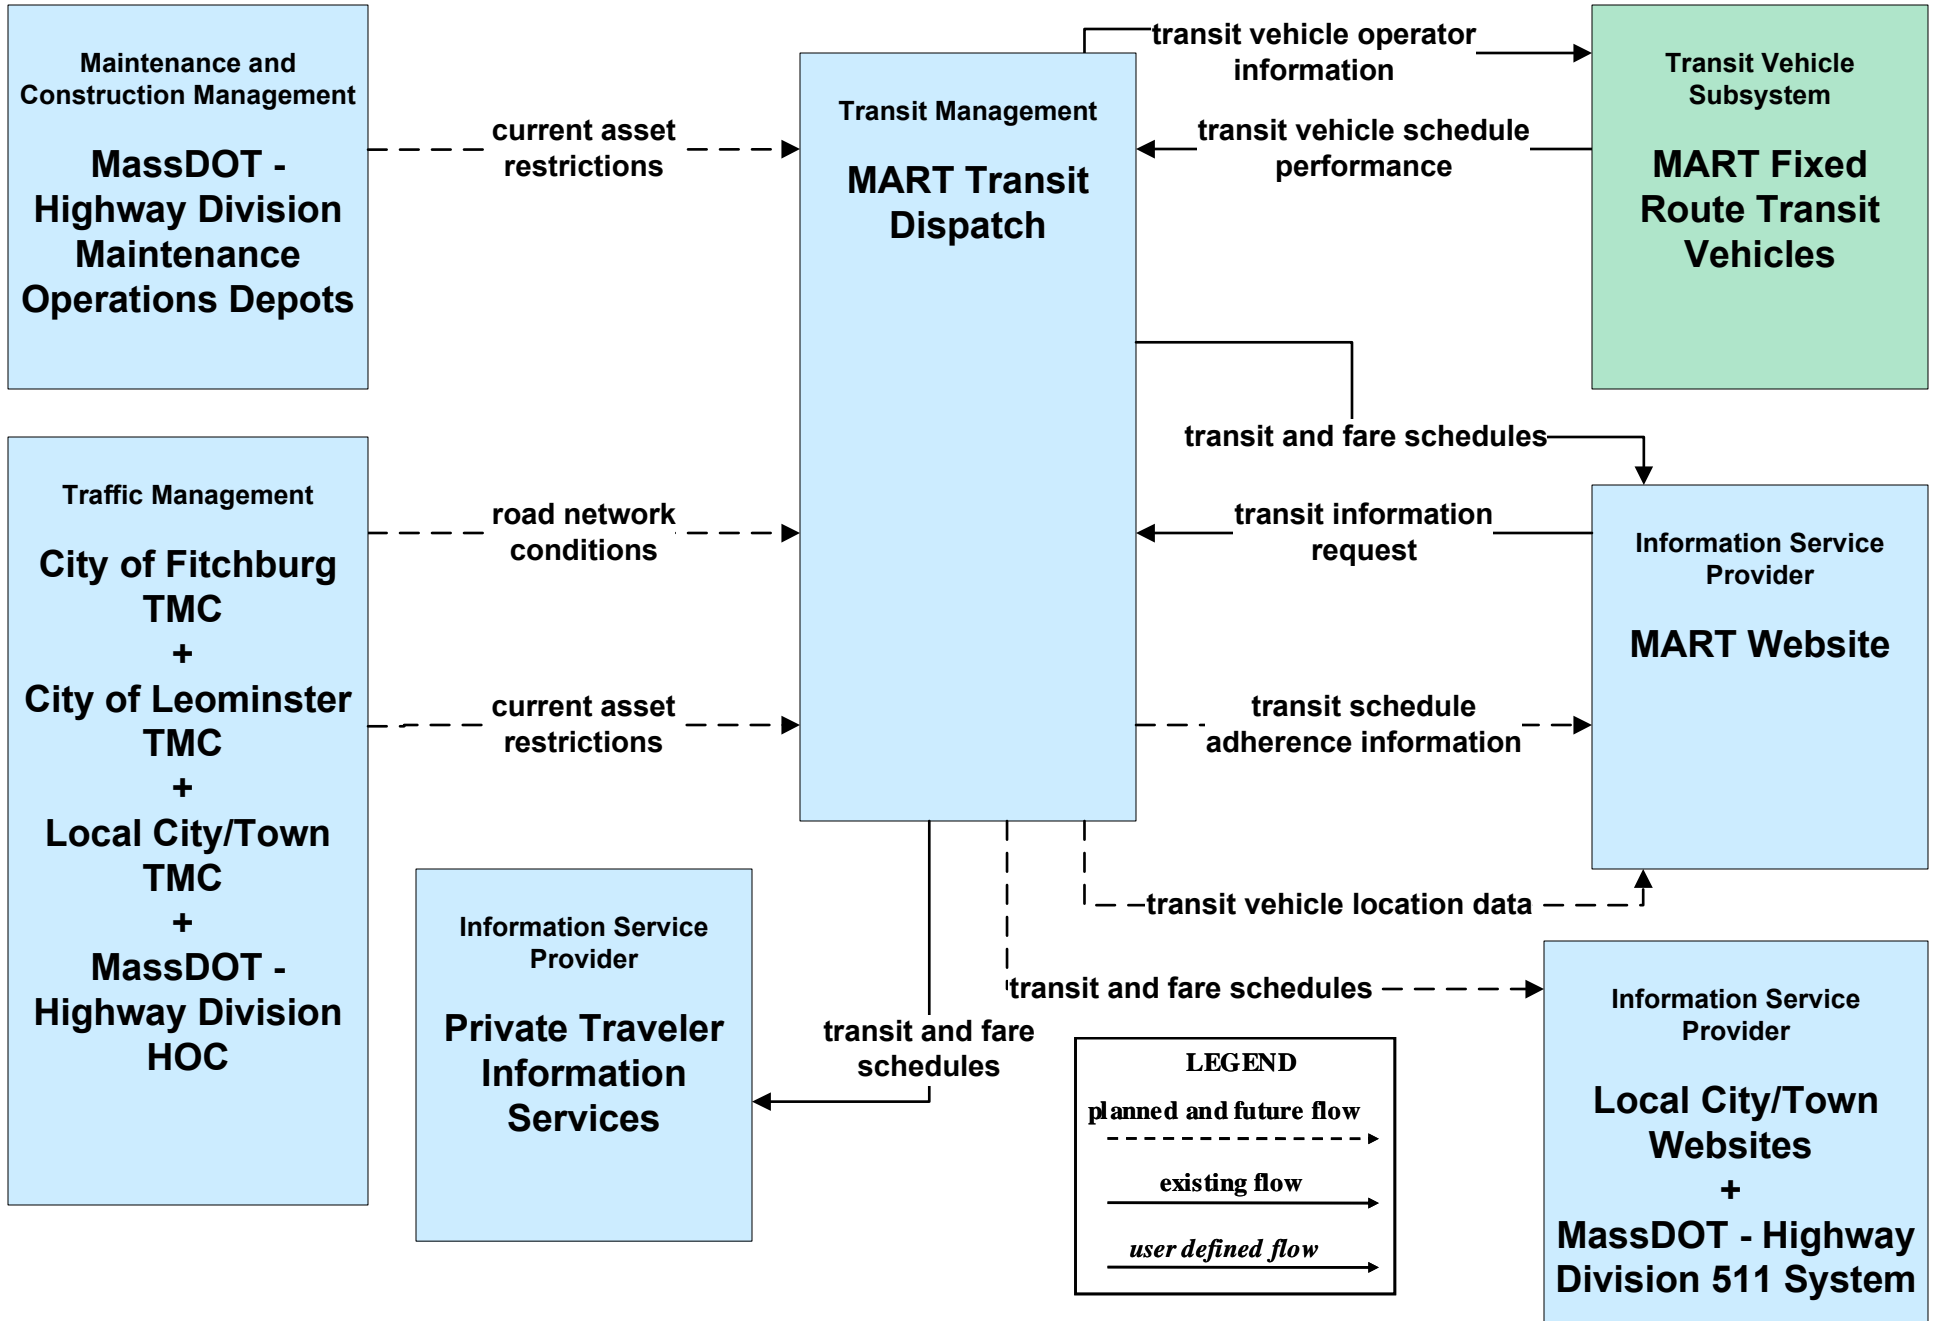 Maintenance and
Construction Management
MassDOT -
Highway Division
Maintenance
Operations Depots
current asset
restrictions
Transit Management
MART Transit
Dispatch
transit vehicle operator
information
transit vehicle schedule
performance
Transit Vehicle
Subsystem
MART Fixed
Route Transit
Vehicles
transit and fare schedules
Traffic Management
City of Fitchburg
TMC
+
City of Leominster
TMC
+
Local City/Town
TMC
+
MassDOT -
Highway Division
HOC
road network
conditions
current asset
restrictions
transit information
request
transit schedule
adherence information
Information Service
Provider
MART Website
transit vehicle location data
transit and fare schedules
Information Service
Provider
Private Traveler
Information
Services
transit and fare
schedules
LEGEND
planned and future flow
existing flow
user defined flow
Information Service
Provider
Local City/Town
Websites
+
MassDOT - Highway
Division 511 System